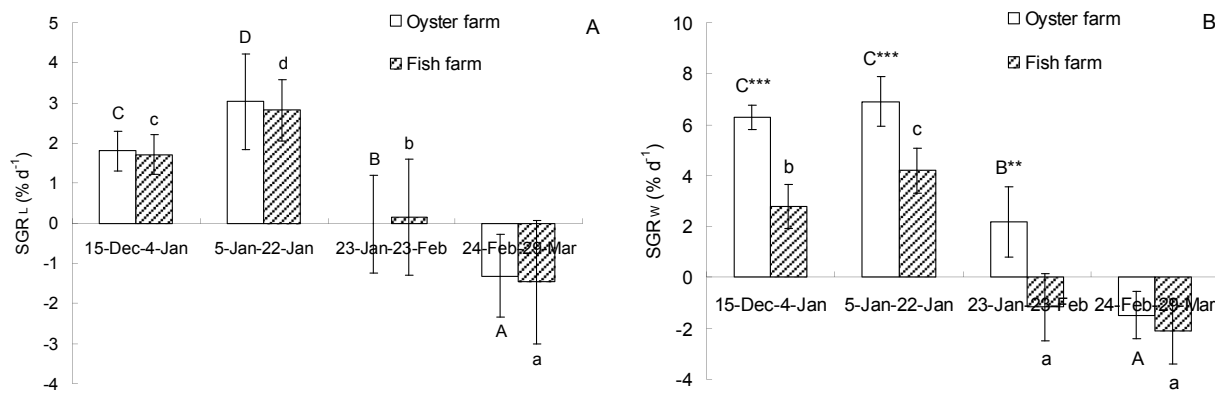 A
Oyster farm
Fish farm
SGR L (% d-1)
5
4
3
2
1
0
-1
-2
-3
-4
C
c
D
d
B
b
A
a
15-Dec-4-Jan
5-Jan-22-Jan
23-Jan-23-Feb
24-Feb-29-Mar
B
Oyster farm
Fish farm
SGR W (% d-1)
10
8
6
4
2
0
-2
-4
C***
b
C***
c
B**
a
A
a
15-Dec-4-Jan
5-Jan-22-Jan
23-Jan-23-Feb
24-Feb-29-Mar